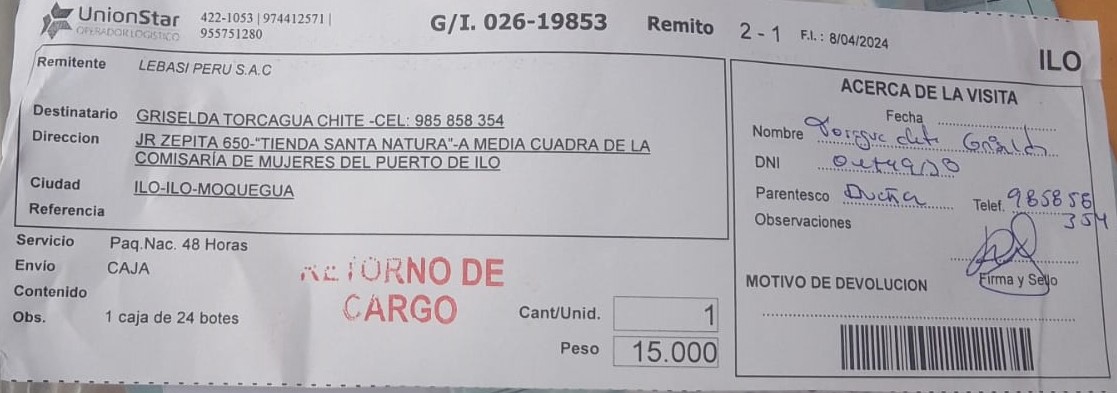 UnionStar
OPERADOR LOGISTICO
422-1053 | 974412571 |
955751280
G/I. 026-19853 Remito 2 - 1 F.I. : 8/04/2024
ILO
Remitente LEBASI PERU S.A.C
Destinatario GRISELDA TORCAGUA CHITE -CEL: 985 858 354
Direccion JR ZEPITA 650-"TIENDA SANTA NATURA"-A MEDIA CUADRA DE LA
COMISARÍA DE MUJERES DEL PUERTO DE ILO
Ciudad ILO-ILO-MOQUEGUA
Referencia
Servicio Paq.Nac. 48 Horas
Envio CAJA
Contenido
Obs. 1 caja de 24 botes
RETORNO DE
CARGO
Cant/Unid. 1
Peso 15.000
ACERCA DE LA VISITA
Fecha
Nombre
DNI
Parentesco Dueña Telef. 985858
354
Observaciones
Firma y Sello
MOTIVO DE DEVOLUCION